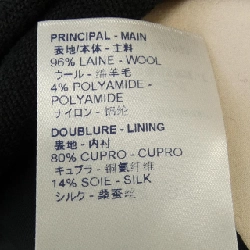 PRINCIPAL - MAIN
表地/本体 - 主料
96% LAINE - WOOL
ウール - 绵羊毛
4% POLYAMIDE -
POLYAMIDE
ナイロン - 锦纶
DOUBLURE - LINING
裏地 - 内衬
80% CUPRO - CUPRO
キュプラ - 铜氨纤维
14% SOIE - SILK
シルク - 桑蚕丝